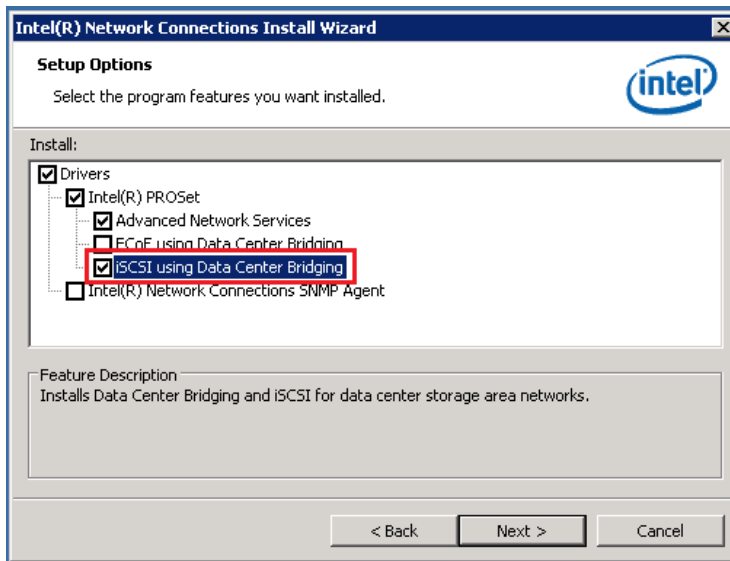 Intel(R) Network Connections Install Wizard
Setup Options
Select the program features you want installed.
intel
Install:
Drivers
Intel(R) PROSet
Advanced Network Services
FCoE using Data Center Bridging
iSCSI using Data Center Bridging
Intel(R) Network Connections SNMP Agent
Feature Description
Installs Data Center Bridging and iSCSI for data center storage area networks.
< Back
Next >
Cancel